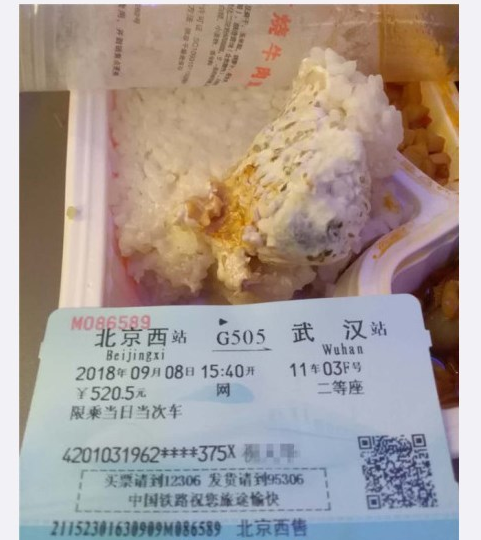 烧牛肉
M086589
北京西站 G505 武汉站
Beijingxi Wuhan
2018年09月08日 15:40开 11车03F号
¥520.5元 网 二等座
限乘当日当次车
4201031962****375X
买票请到12306 发货请到95306
中国铁路祝您旅途愉快
21152301630909M086589 北京西售